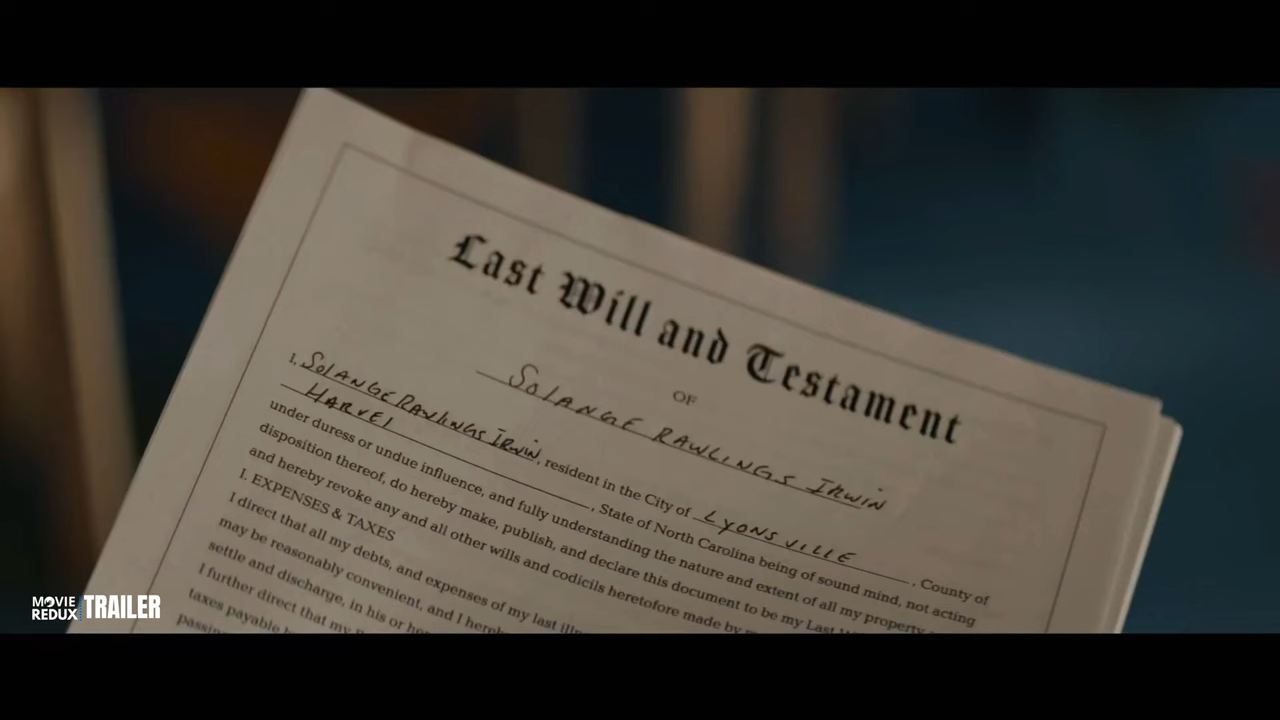 Last Will and Testament
OF
SOLANGE RAWLINGS IRWIN
I, SOLANGE RAWLINGS IRWIN, resident in the City of LYONSVILLE, County of
HARVEI, State of North Carolina being of sound mind, not acting
under duress or undue influence, and fully understanding the nature and extent of all my property
disposition thereof, do hereby make, publish, and declare this document to be my Last
and hereby revoke any and all other wills and codicils heretofore made by
I. EXPENSES & TAXES
I direct that all my debts, and expenses of my last
may be reasonably convenient, and I
settle and discharge, in his or
I further direct that my
taxes payable
MOVIE
REDUX TRAILER